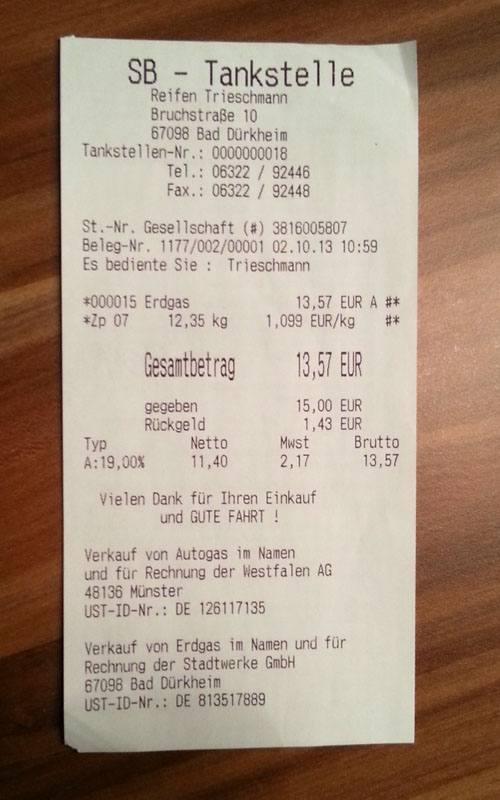 SB - Tankstelle
Reifen Trieschmann
Bruchstraße 10
67098 Bad Dürkheim
Tankstellen-Nr.: 0000000018
Tel.: 06322 / 92446
Fax.: 06322 / 92448
St.-Nr. Gesellschaft (#) 3816005807
Beleg-Nr. 1177/002/00001 02.10.13 10:59
Es bediente Sie : Trieschmann
*000015 Erdgas 13,57 EUR A #*
*Zp 07 12,35 kg 1,099 EUR/kg #*
Gesamtbetrag 13,57 EUR
gegeben 15,00 EUR
Rückgeld 1,43 EUR
Typ Netto Mwst Brutto
A:19,00% 11,40 2,17 13,57
Vielen Dank für Ihren Einkauf
und GUTE FAHRT !
Verkauf von Autogas im Namen
und für Rechnung der Westfalen AG
48136 Münster
UST-ID-Nr.: DE 126117135
Verkauf von Erdgas im Namen und für
Rechnung der Stadtwerke GmbH
67098 Bad Dürkheim
UST-ID-Nr.: DE 813517889